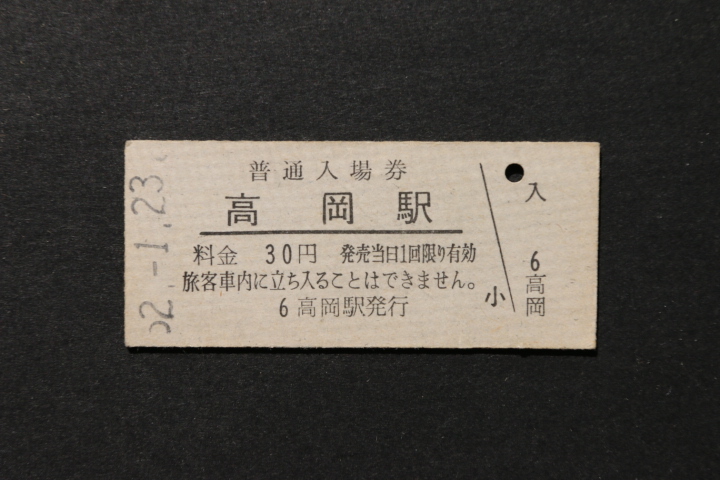 52.-1.23
普通入場券
高岡駅
料金 30円 発売当日1回限り有効
旅客車内に立ち入ることはできません。
6 高岡駅発行
小
入
6
高岡